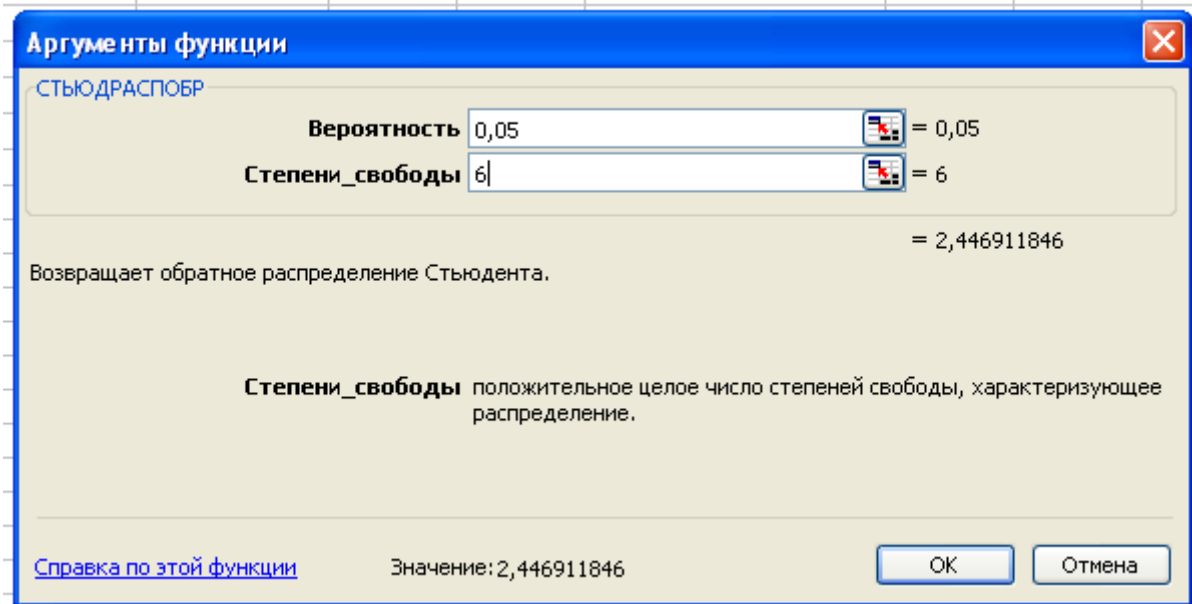 Аргументы функции
СТЬЮДРАСПОБР
Вероятность 0,05 = 0,05
Степени_свободы 6 = 6
= 2,446911846
Возвращает обратное распределение Стьюдента.
Степени_свободы положительное целое число степеней свободы, характеризующее
распределение.
Справка по этой функции Значение: 2,446911846 ОК Отмена